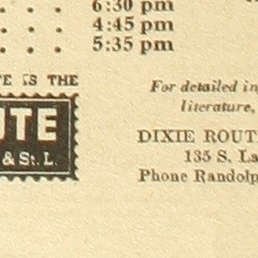 6:30 pm
4:45 pm
5:35 pm
IS THE
UTE
& St. L.
For detailed
literature,
DIXIE ROUT
135 S. La
Phone Randolp